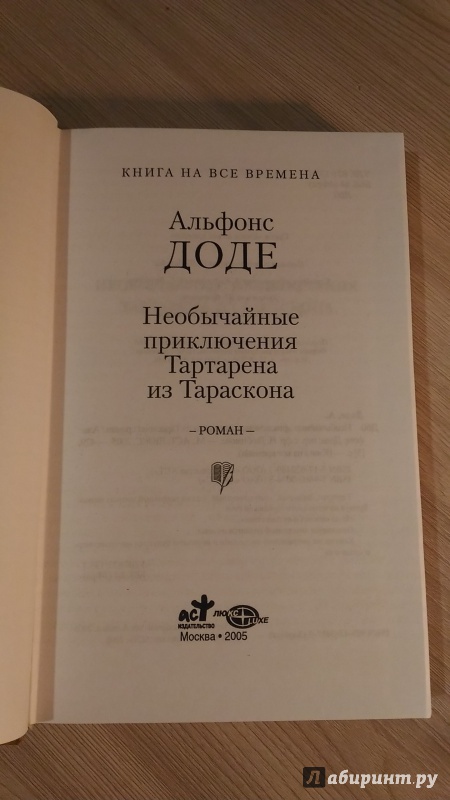 КНИГА НА ВСЕ ВРЕМЕНА
Альфонс
ДОДЕ
Необычайные
приключения
Тартарена
из Тараскона
– РОМАН –
аст
ИЗДАТЕЛЬСТВО
ЛЮКС
LUXE
Москва • 2005
Лабиринт.ру